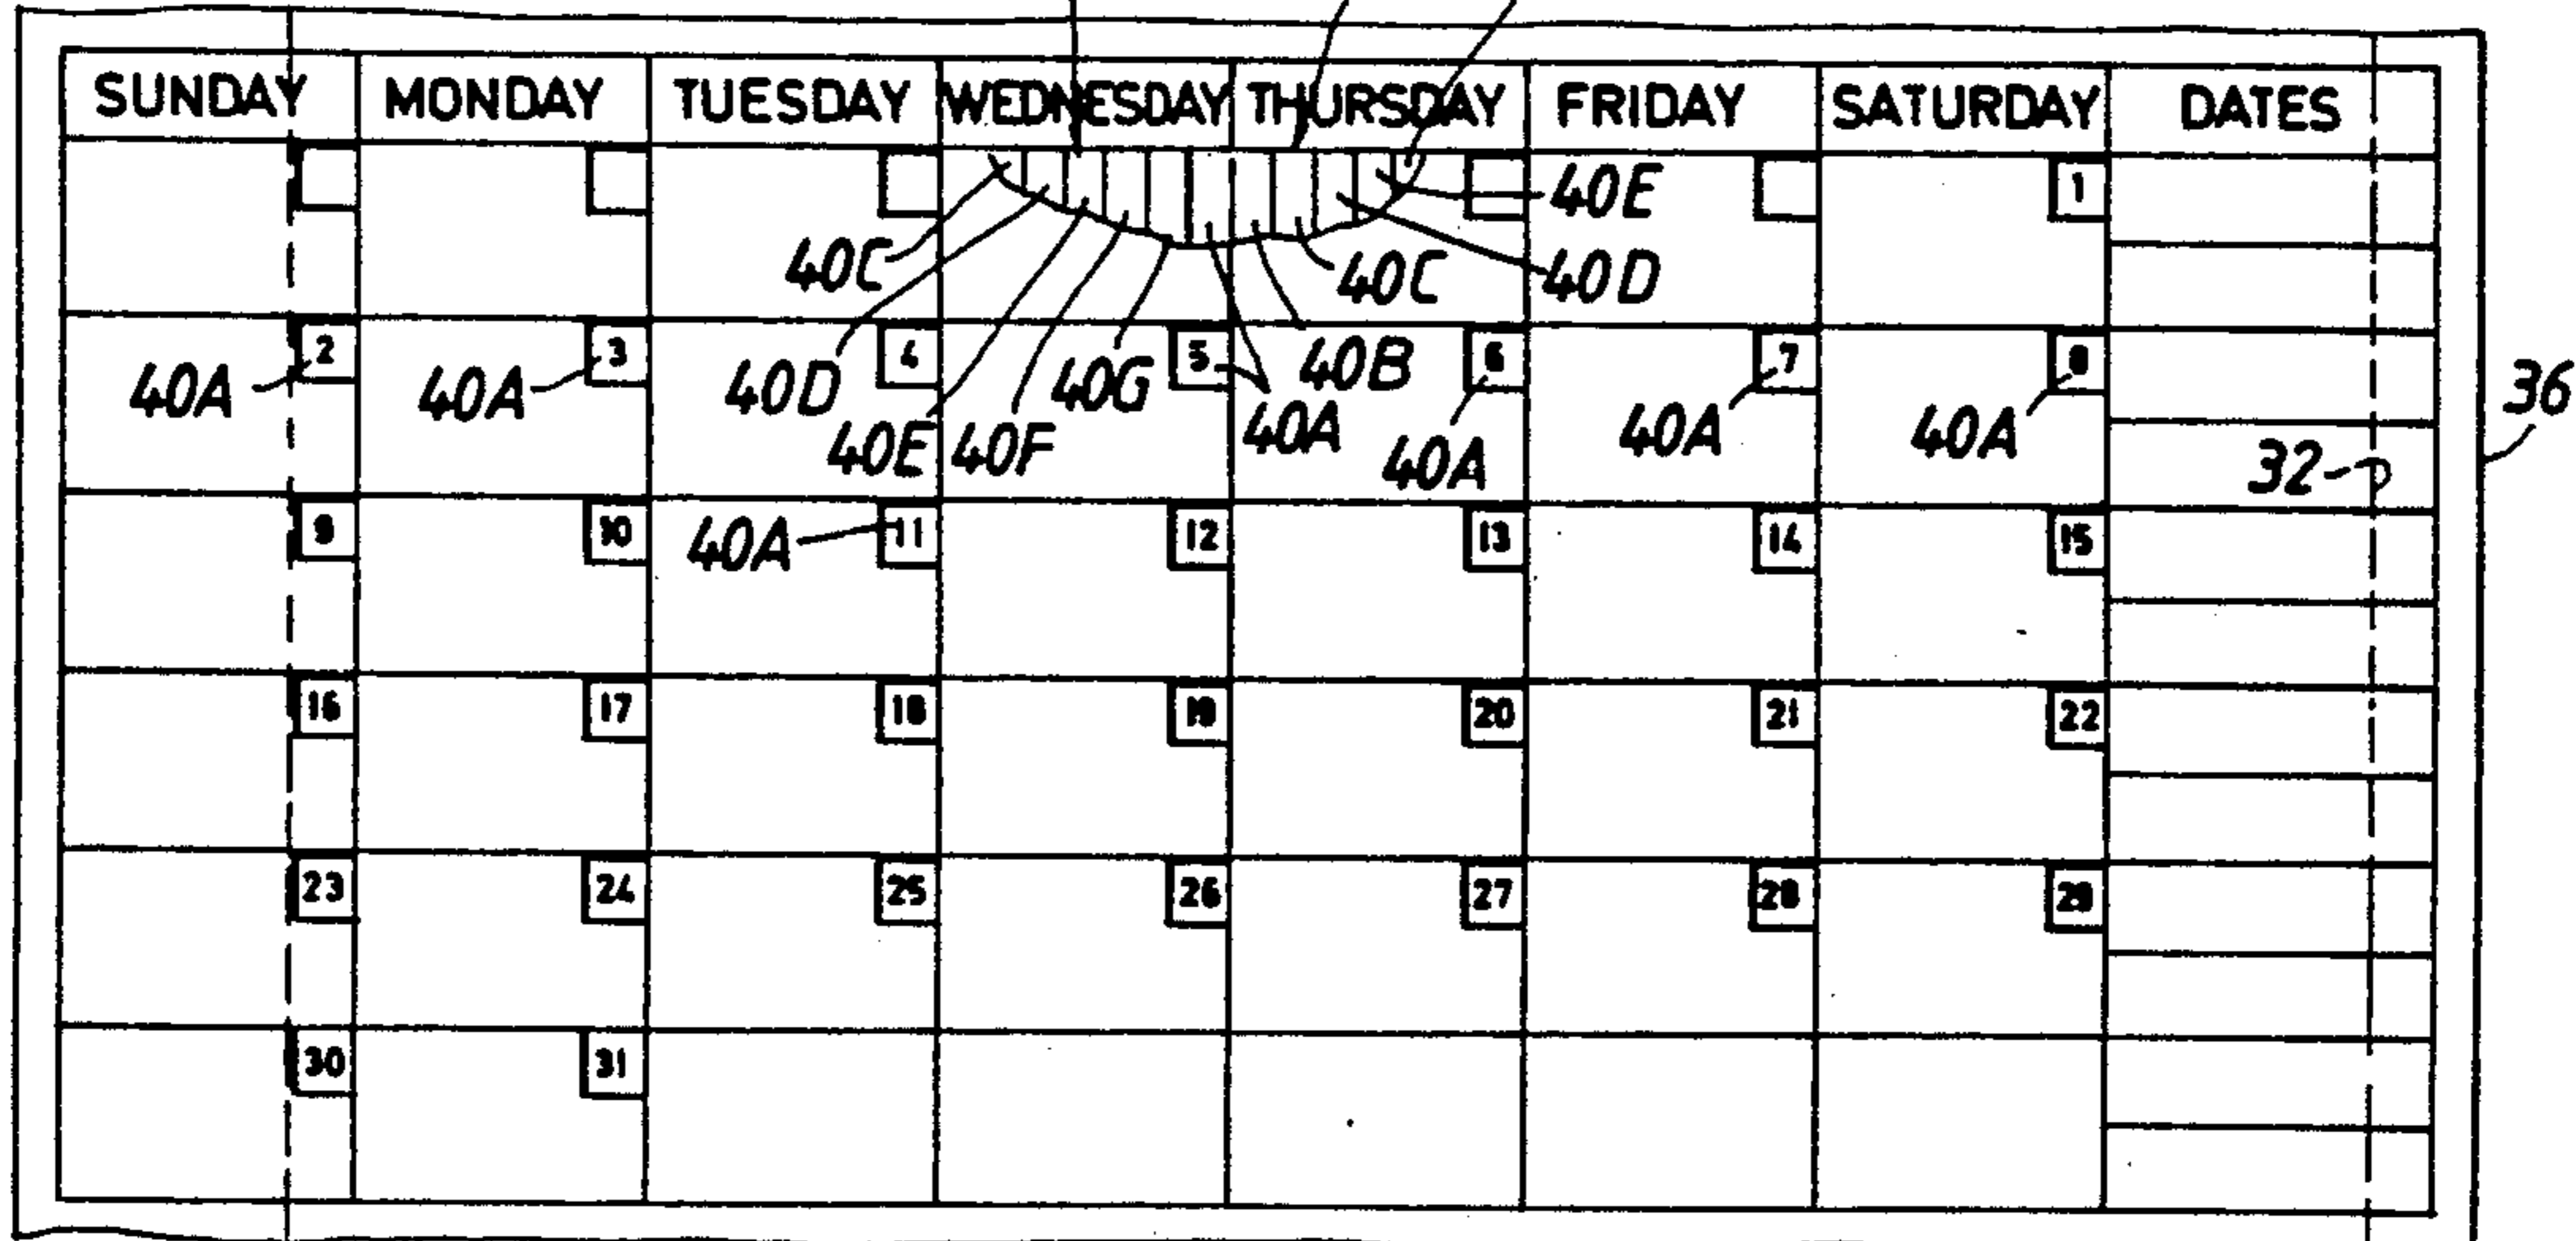 SUNDAY MONDAY TUESDAY WEDNESDAY THURSDAY FRIDAY SATURDAY DATES
1
40E
40C 40C 40D
2 3 4 5 6 7 8
40A 40A 40D 40G 40B 36
40E 40F 40A 40A 40A 40A 32
9 10 11 12 13 14 15
40A
16 17 18 19 20 21 22
23 24 25 26 27 28 29
30 31